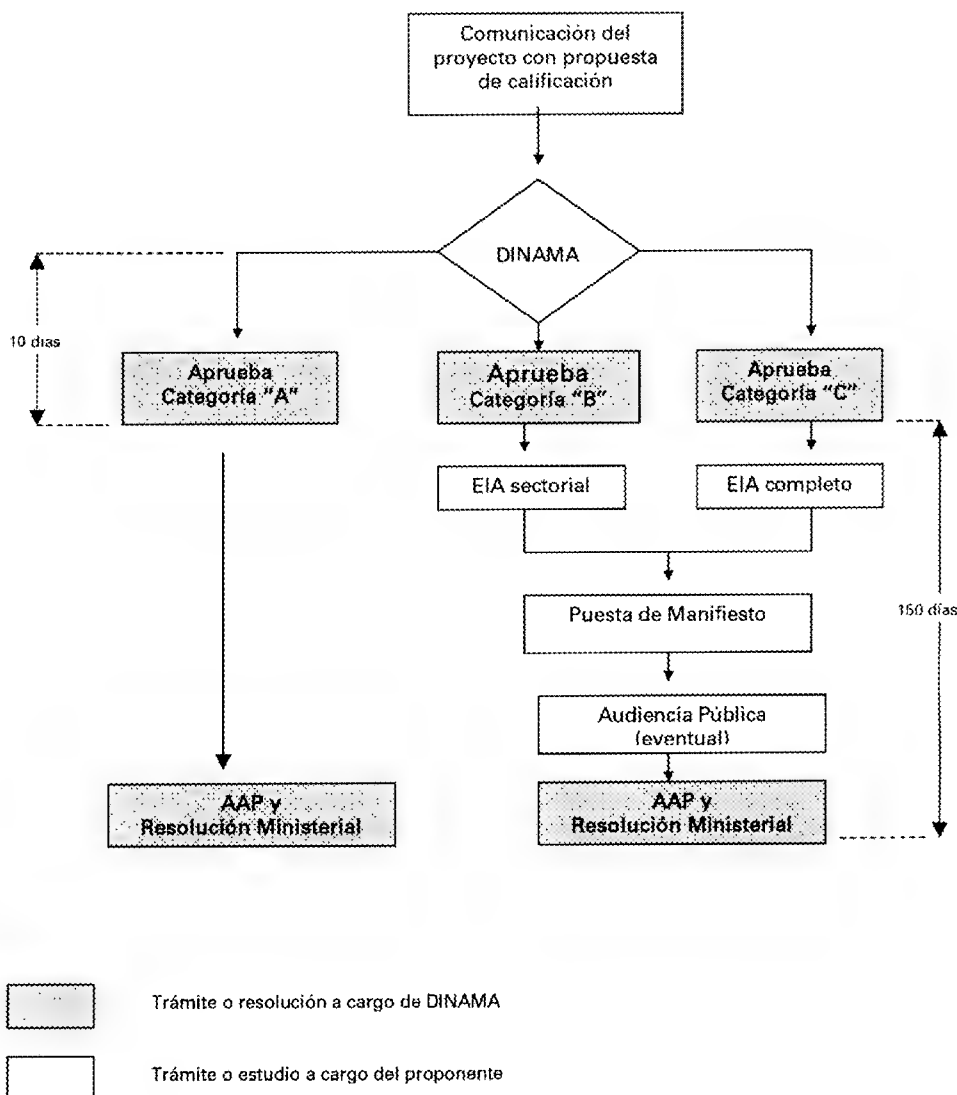 Comunicación del
proyecto con propuesta
de calificación
DINAMA
10 días
Aprueba
Categoría "A"
Aprueba
Categoría "B"
Aprueba
Categoría "C"
EIA sectorial
EIA completo
Puesta de Manifiesto
150 días
Audiencia Pública
(eventual)
AAP y
Resolución Ministerial
AAP y
Resolución Ministerial
Trámite o resolución a cargo de DINAMA
Trámite o estudio a cargo del proponente